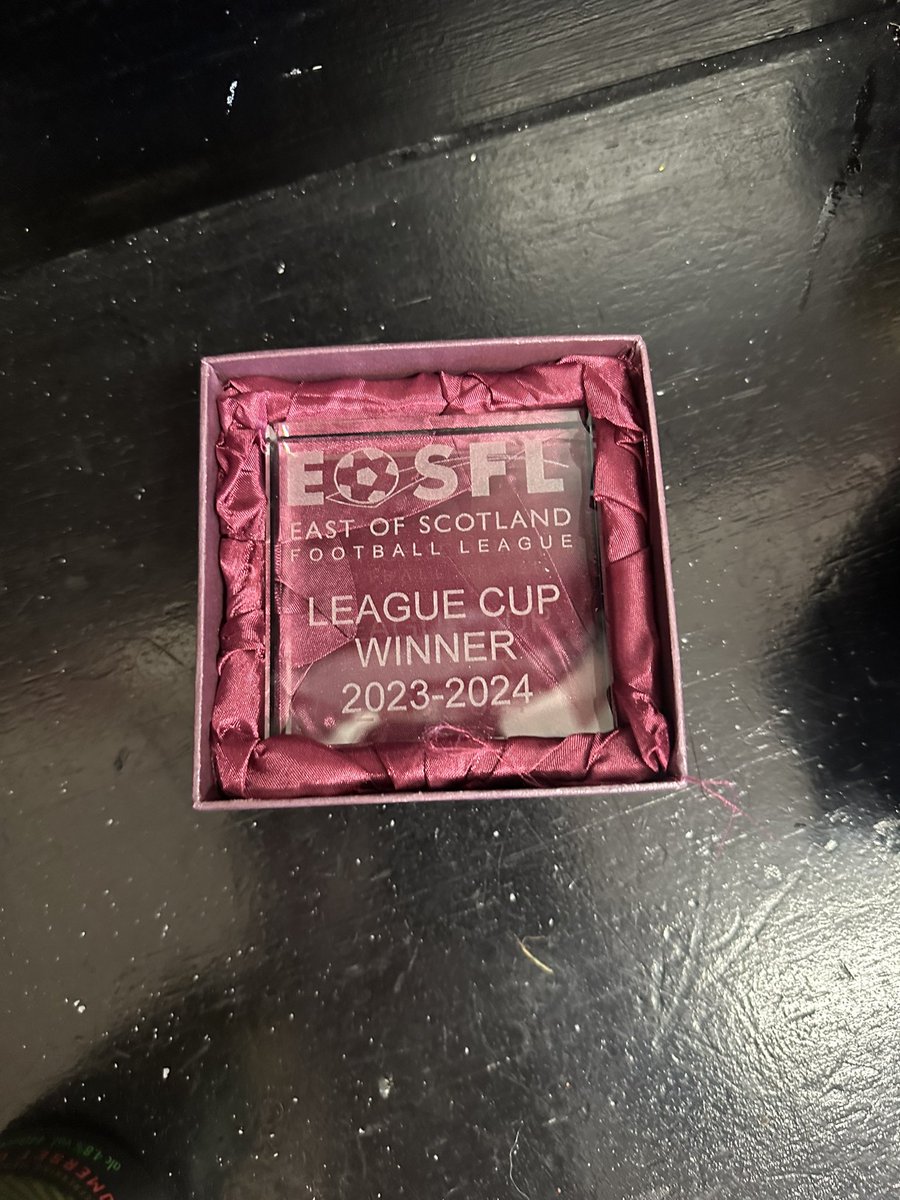 EOSFL
EAST OF SCOTLAND
FOOTBALL LEAGUE
LEAGUE CUP
WINNER
2023-2024